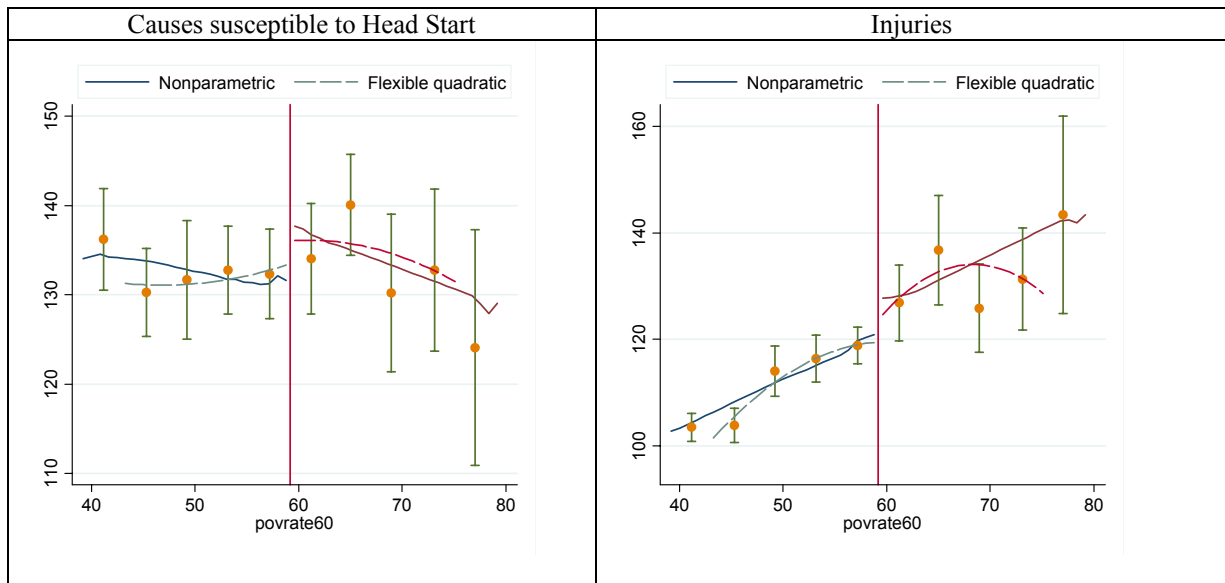 Causes susceptible to Head Start
Injuries
Nonparametric Flexible quadratic
150
140
130
120
110
40 50 60 70 80
povrate60
Nonparametric Flexible quadratic
160
140
120
100
40 50 60 70 80
povrate60